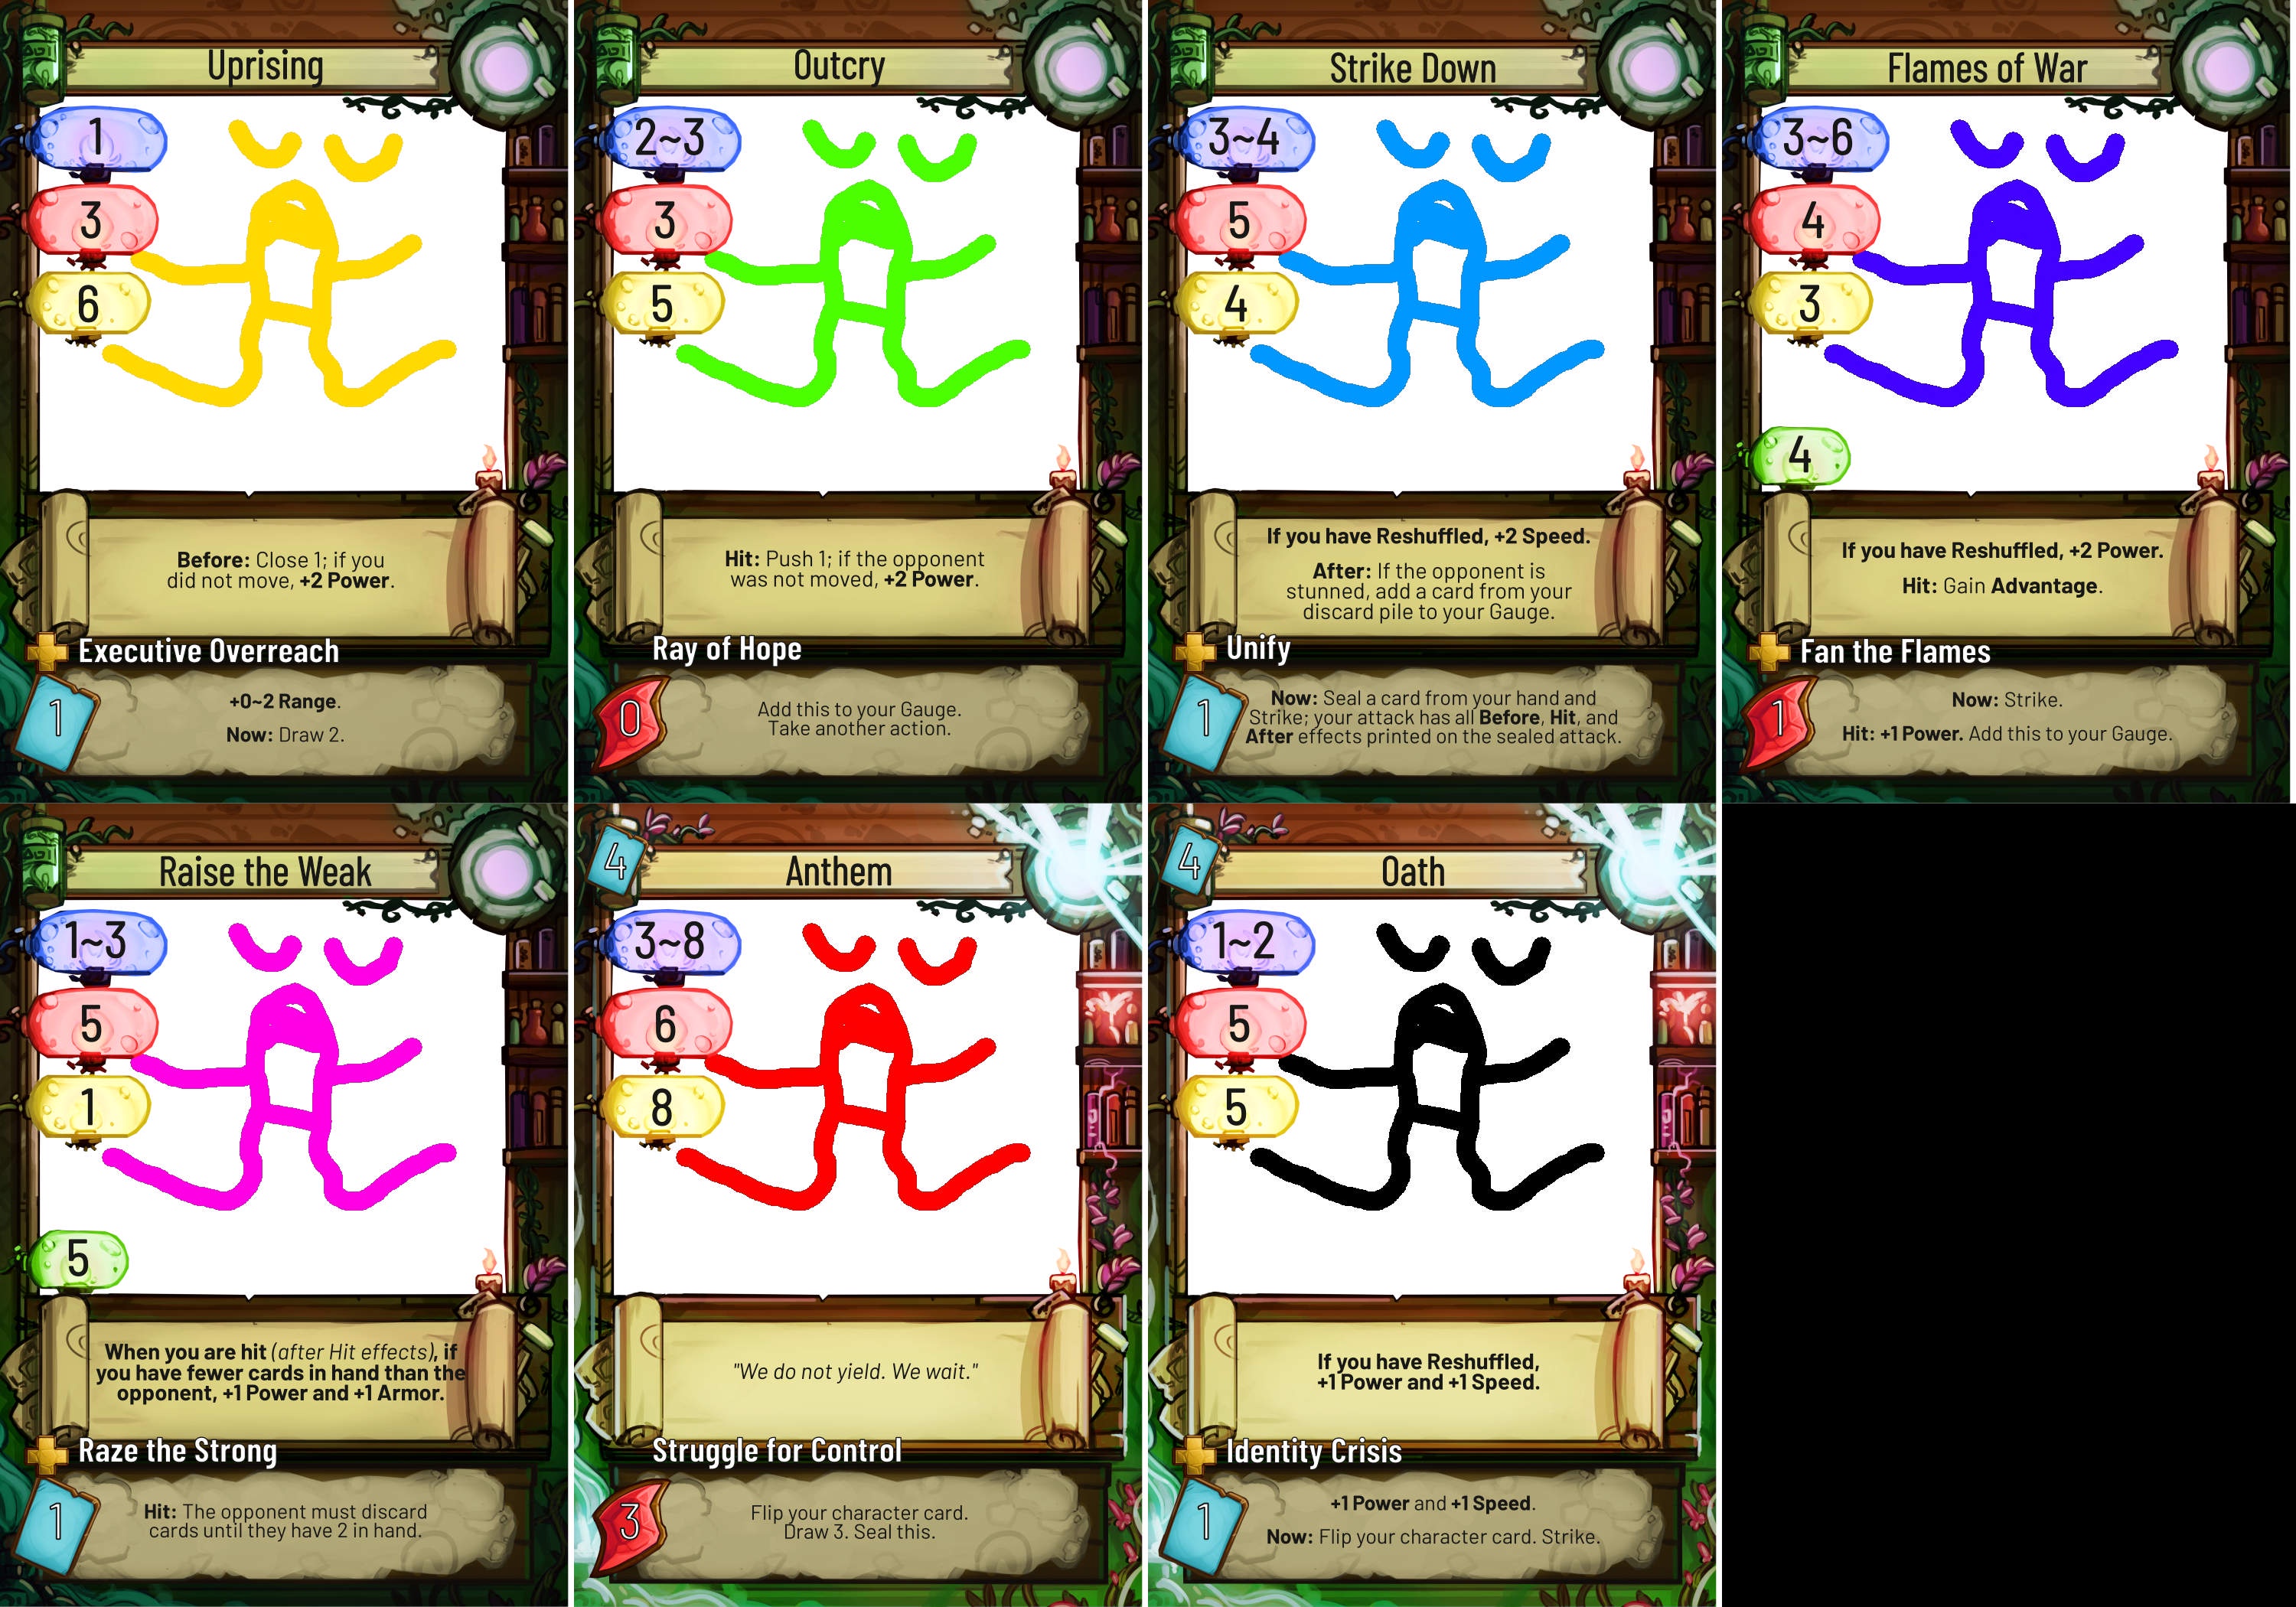 Uprising
1
3
6
Before: Close 1; if you
did not move, +2 Power.
Executive Overreach
1
+0~2 Range.
Now: Draw 2.
Outcry
2~3
3
5
Hit: Push 1; if the opponent
was not moved, +2 Power.
Ray of Hope
0
Add this to your Gauge.
Take another action.
Strike Down
3~4
5
4
If you have Reshuffled, +2 Speed.
After: If the opponent is
stunned, add a card from your
discard pile to your Gauge.
Unify
1
Now: Seal a card from your hand and
Strike; your attack has all Before, Hit, and
After effects printed on the sealed attack.
Flames of War
3~6
4
3
4
If you have Reshuffled, +2 Power.
Hit: Gain Advantage.
Fan the Flames
1
Now: Strike.
Hit: +1 Power. Add this to your Gauge.
Raise the Weak
1~3
5
1
5
When you are hit (after Hit effects), if
you have fewer cards in hand than the
opponent, +1 Power and +1 Armor.
Raze the Strong
1
Hit: The opponent must discard
cards until they have 2 in hand.
4
Anthem
3~8
6
8
"We do not yield. We wait."
Struggle for Control
3
Flip your character card.
Draw 3. Seal this.
4
Oath
1~2
5
5
If you have Reshuffled,
+1 Power and +1 Speed.
Identity Crisis
1
+1 Power and +1 Speed.
Now: Flip your character card. Strike.